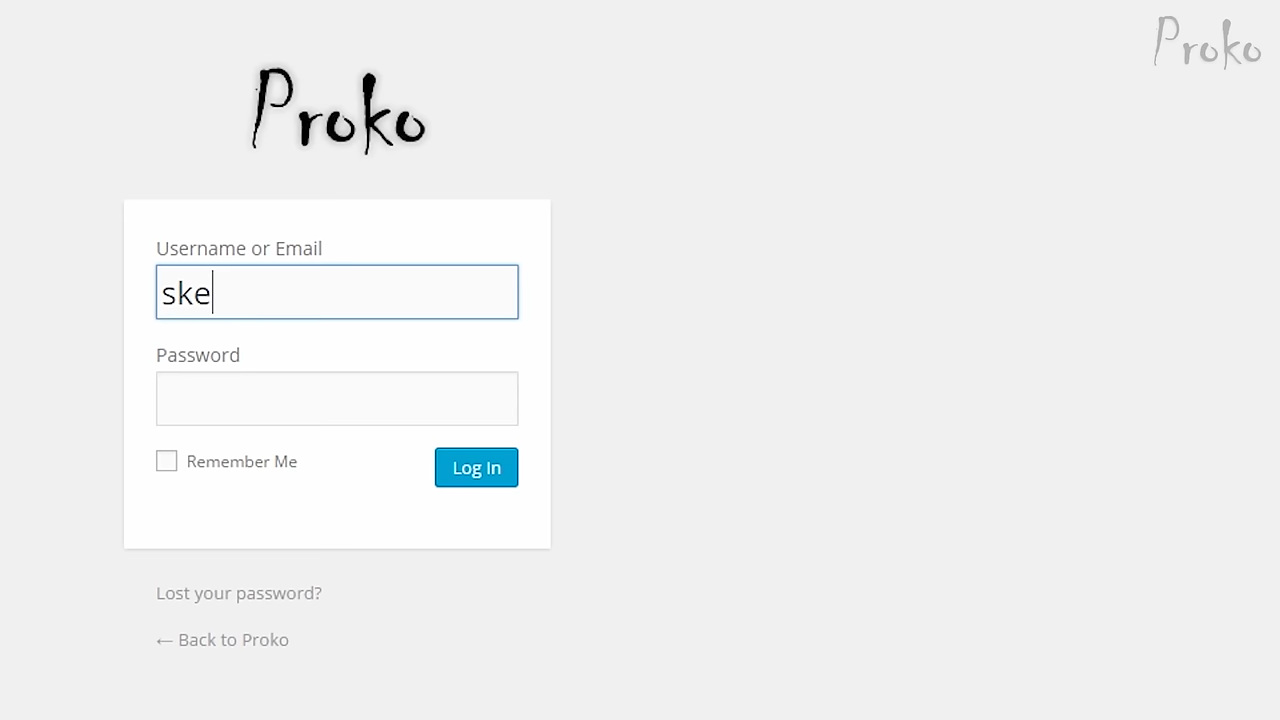 Proko
Proko
Username or Email
ske
Password
Remember Me
Log In
Lost your password?
← Back to Proko